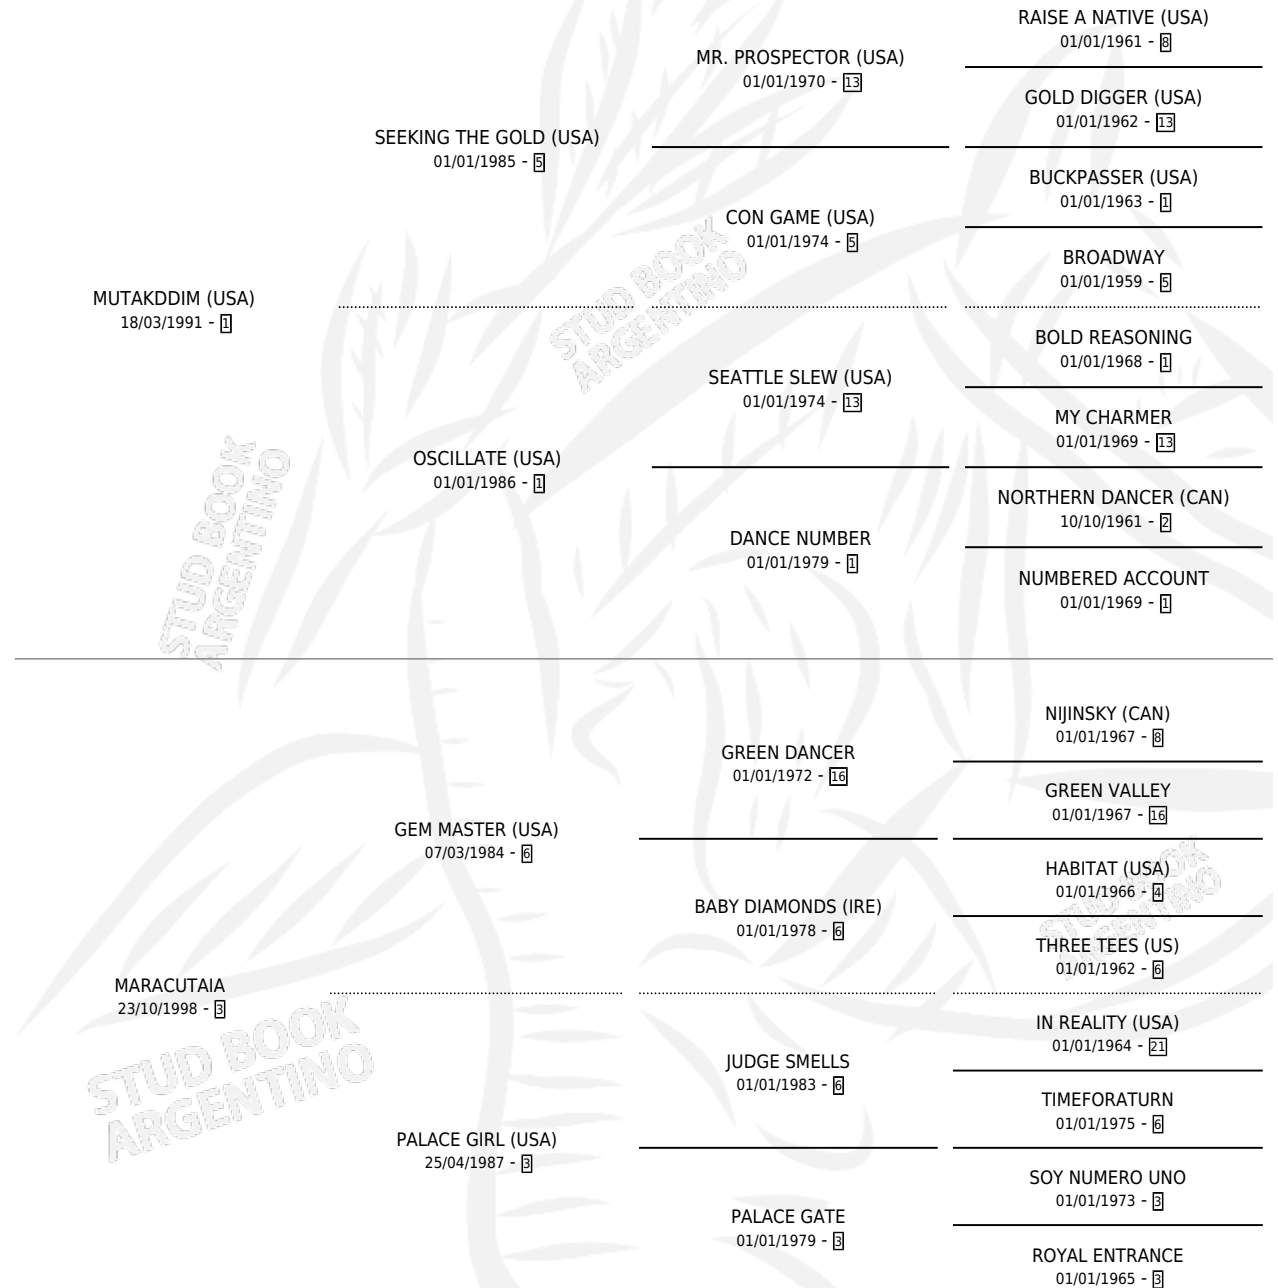 RAISE A NATIVE (USA)
01/01/1961 - 8
MR. PROSPECTOR (USA)
01/01/1970 - 13
GOLD DIGGER (USA)
01/01/1962 - 13
SEEKING THE GOLD (USA)
01/01/1985 - 5
BUCKPASSER (USA)
01/01/1963 - 1
CON GAME (USA)
01/01/1974 - 5
BROADWAY
01/01/1959 - 5
MUTAKDDIM (USA)
18/03/1991 - 1
BOLD REASONING
01/01/1968 - 1
SEATTLE SLEW (USA)
01/01/1974 - 13
MY CHARMER
01/01/1969 - 13
OSCILLATE (USA)
01/01/1986 - 1
NORTHERN DANCER (CAN)
10/10/1961 - 2
DANCE NUMBER
01/01/1979 - 1
NUMBERED ACCOUNT
01/01/1969 - 1
NIJINSKY (CAN)
01/01/1967 - 8
GREEN DANCER
01/01/1972 - 16
GREEN VALLEY
01/01/1967 - 16
GEM MASTER (USA)
07/03/1984 - 6
HABITAT (USA)
01/01/1966 - 4
BABY DIAMONDS (IRE)
01/01/1978 - 6
THREE TEES (US)
01/01/1962 - 6
MARACUTAIA
23/10/1998 - 3
IN REALITY (USA)
01/01/1964 - 21
JUDGE SMELLS
01/01/1983 - 6
TIMEFORATURN
01/01/1975 - 6
PALACE GIRL (USA)
25/04/1987 - 3
SOY NUMERO UNO
01/01/1973 - 3
PALACE GATE
01/01/1979 - 3
ROYAL ENTRANCE
01/01/1965 - 3
STUD BOOK
ARGENTINO
STUD BOOK
ARGENTINO
STUD BOOK
ARGENTINO
STUD BOOK
ARGENTINO